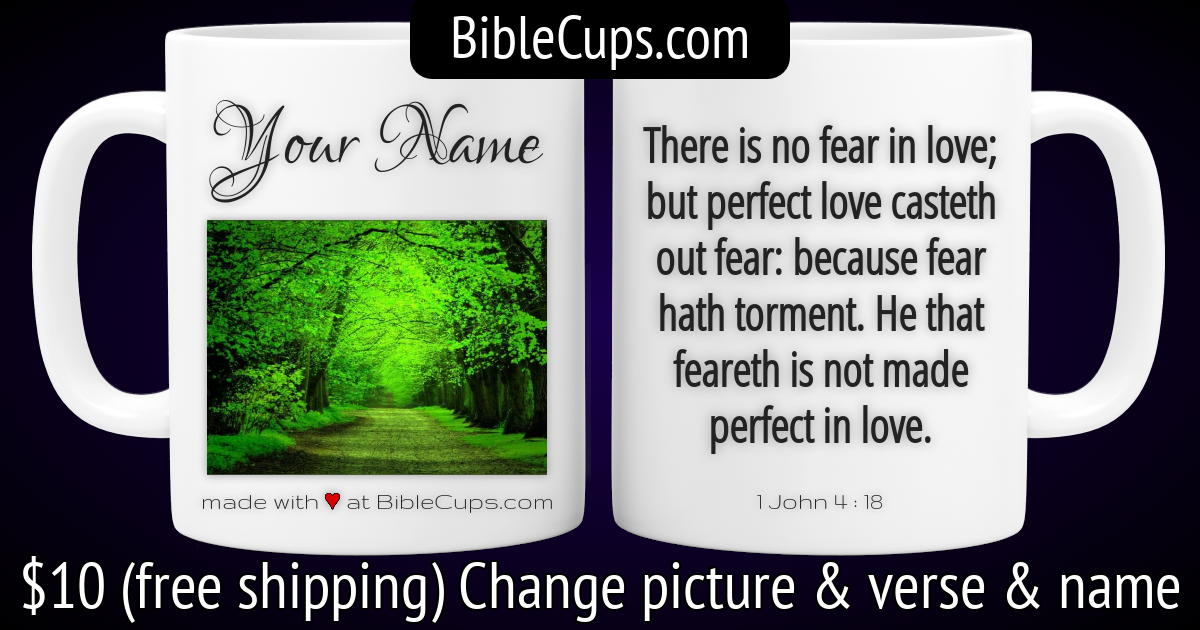 BibleCups.com
Your Name
made with ♥ at BibleCups.com
There is no fear in love;
but perfect love casteth
out fear: because fear
hath torment. He that
feareth is not made
perfect in love.
1 John 4 : 18
$10 (free shipping) Change picture & verse & name